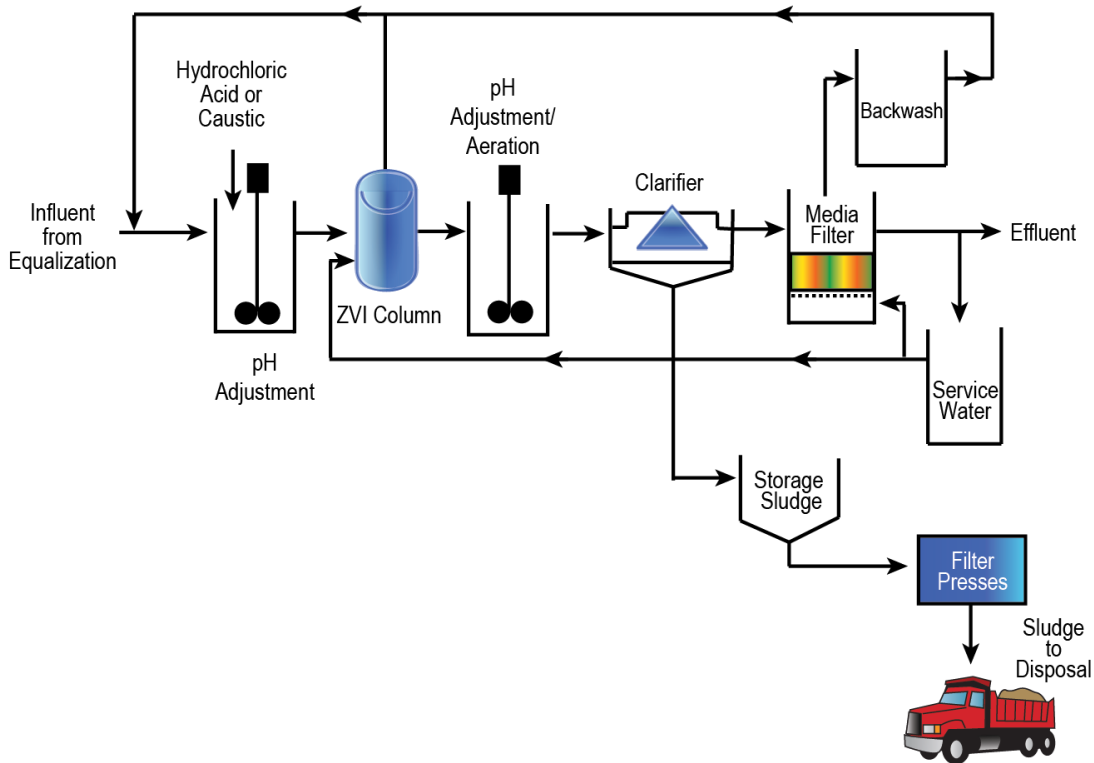 Hydrochloric
Acid or
Caustic
pH
Adjustment/
Aeration
Backwash
Clarifier
Influent
from
Equalization
Media
Filter
Effluent
ZVI Column
pH
Adjustment
Service
Water
Storage
Sludge
Filter
Presses
Sludge
to
Disposal